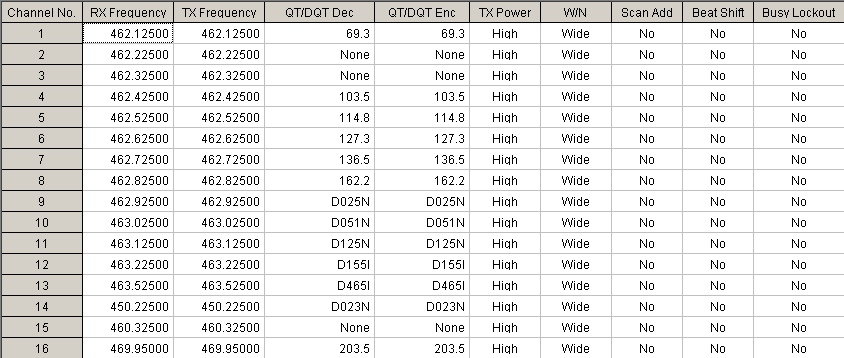 Channel No. RX Frequency TX Frequency QT/DQT Dec QT/DQT Enc TX Power W/N Scan Add Beat Shift Busy Lockout
1 462.12500 462.12500 69.3 69.3 High Wide No No No
2 462.22500 462.22500 None None High Wide No No No
3 462.32500 462.32500 None None High Wide No No No
4 462.42500 462.42500 103.5 103.5 High Wide No No No
5 462.52500 462.52500 114.8 114.8 High Wide No No No
6 462.62500 462.62500 127.3 127.3 High Wide No No No
7 462.72500 462.72500 136.5 136.5 High Wide No No No
8 462.82500 462.82500 162.2 162.2 High Wide No No No
9 462.92500 462.92500 D025N D025N High Wide No No No
10 463.02500 463.02500 D051N D051N High Wide No No No
11 463.12500 463.12500 D125N D125N High Wide No No No
12 463.22500 463.22500 D155I D155I High Wide No No No
13 463.52500 463.52500 D465I D465I High Wide No No No
14 450.22500 450.22500 D023N D023N High Wide No No No
15 460.32500 460.32500 None None High Wide No No No
16 469.95000 469.95000 203.5 203.5 High Wide No No No